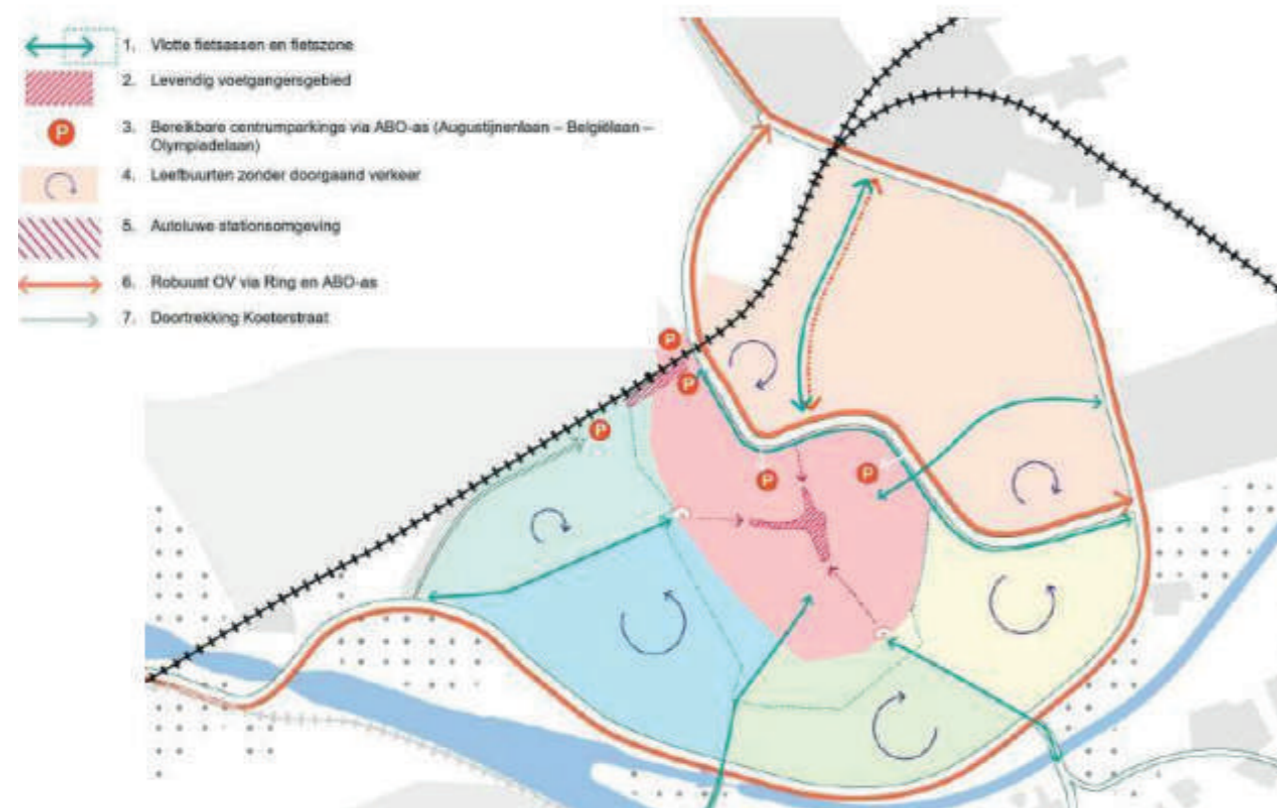 1. Vlotte fietsassen en fietszone
2. Levendig voetgangersgebied
P
3. Bereikbare centrumparkings via ABO-as (Augustijnenlaan – Belgiëlaan –
Olympiadelaan)
4. Leefbuurten zonder doorgaand verkeer
5. Autoluwe stationsomgeving
6. Robuust OV via Ring en ABO-as
7. Doortrekking Koeterstraat
P
P
P
P
P